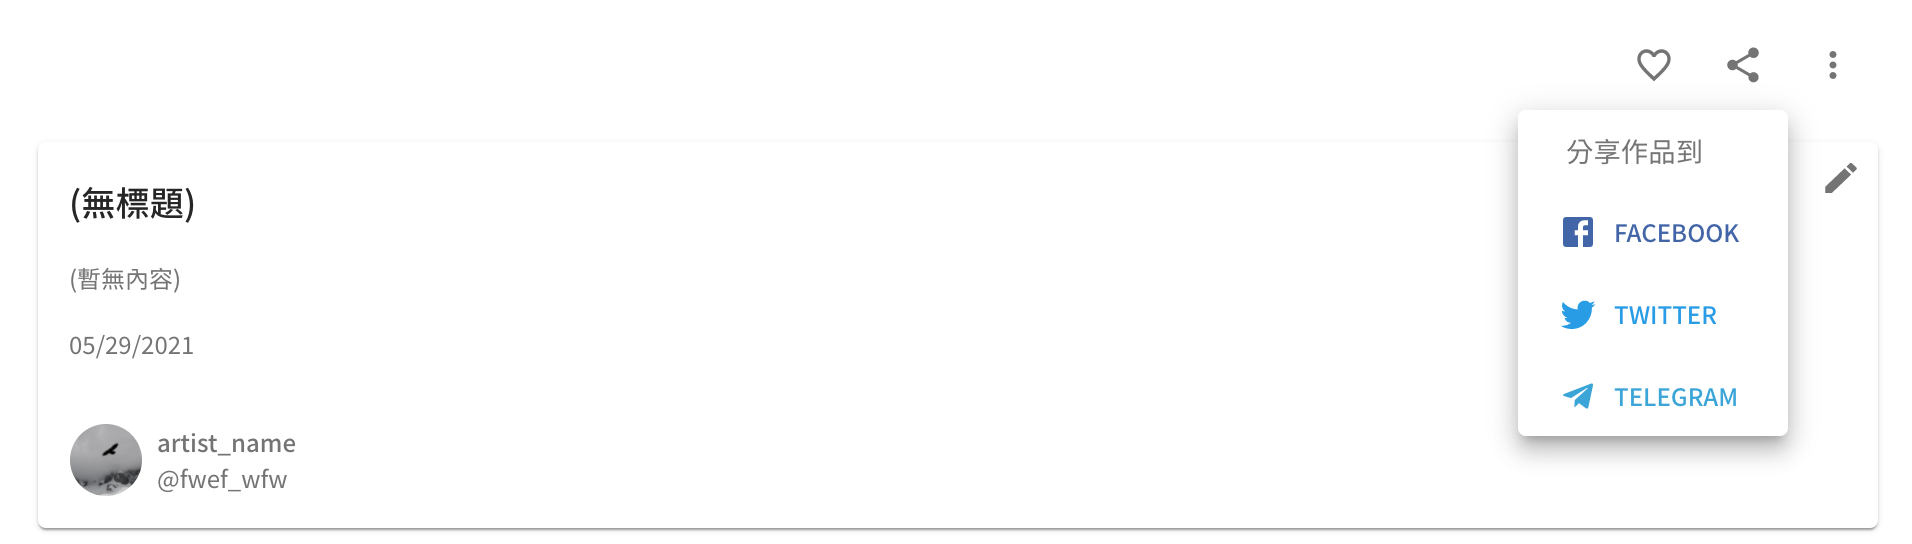 分享作品到
FACEBOOK
TWITTER
TELEGRAM
(無標題)
(暫無內容)
05/29/2021
artist_name
@fwef_wfw